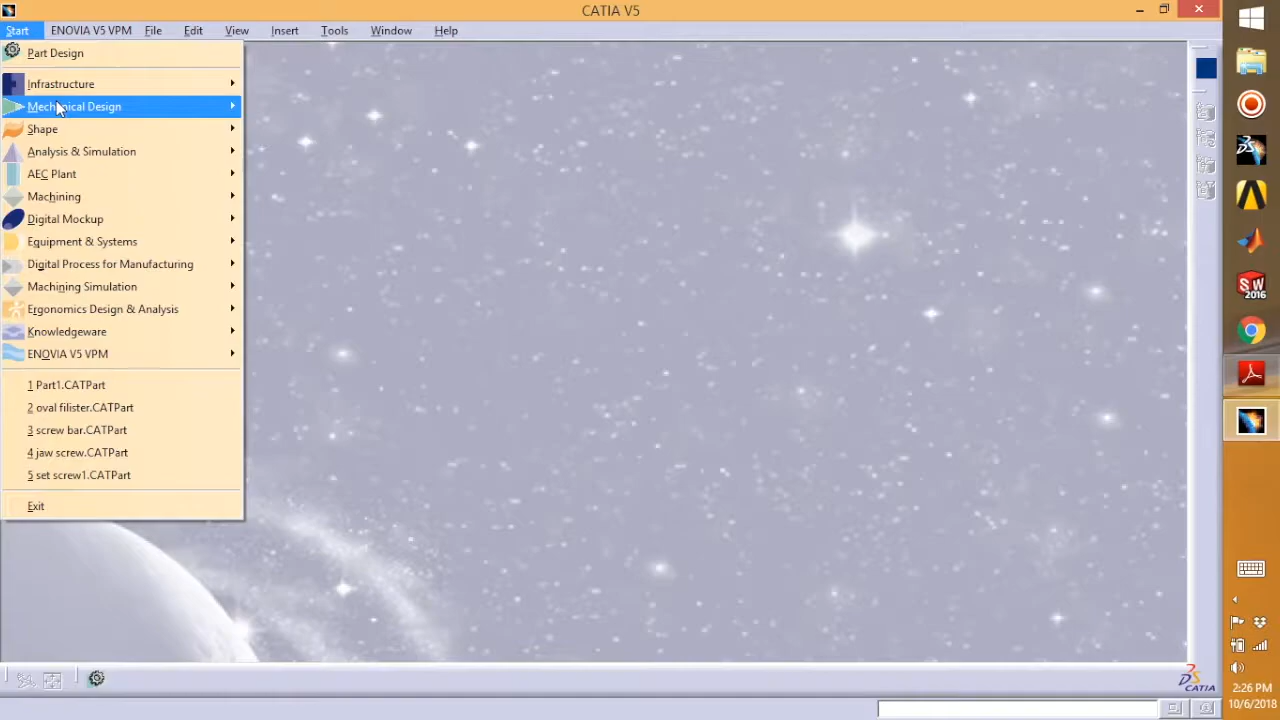 CATIA V5
Start ENOVIA V5 VPM File Edit View Insert Tools Window Help
Part Design
Infrastructure
Mechanical Design
Shape
Analysis & Simulation
AEC Plant
Machining
Digital Mockup
Equipment & Systems
Digital Process for Manufacturing
Machining Simulation
Ergonomics Design & Analysis
Knowledgeware
ENOVIA V5 VPM
1 Part1.CATPart
2 oval filister.CATPart
3 screw bar.CATPart
4 jaw screw.CATPart
5 set screw1.CATPart
Exit
SW
2016
CATIA
2:26 PM
10/6/2018